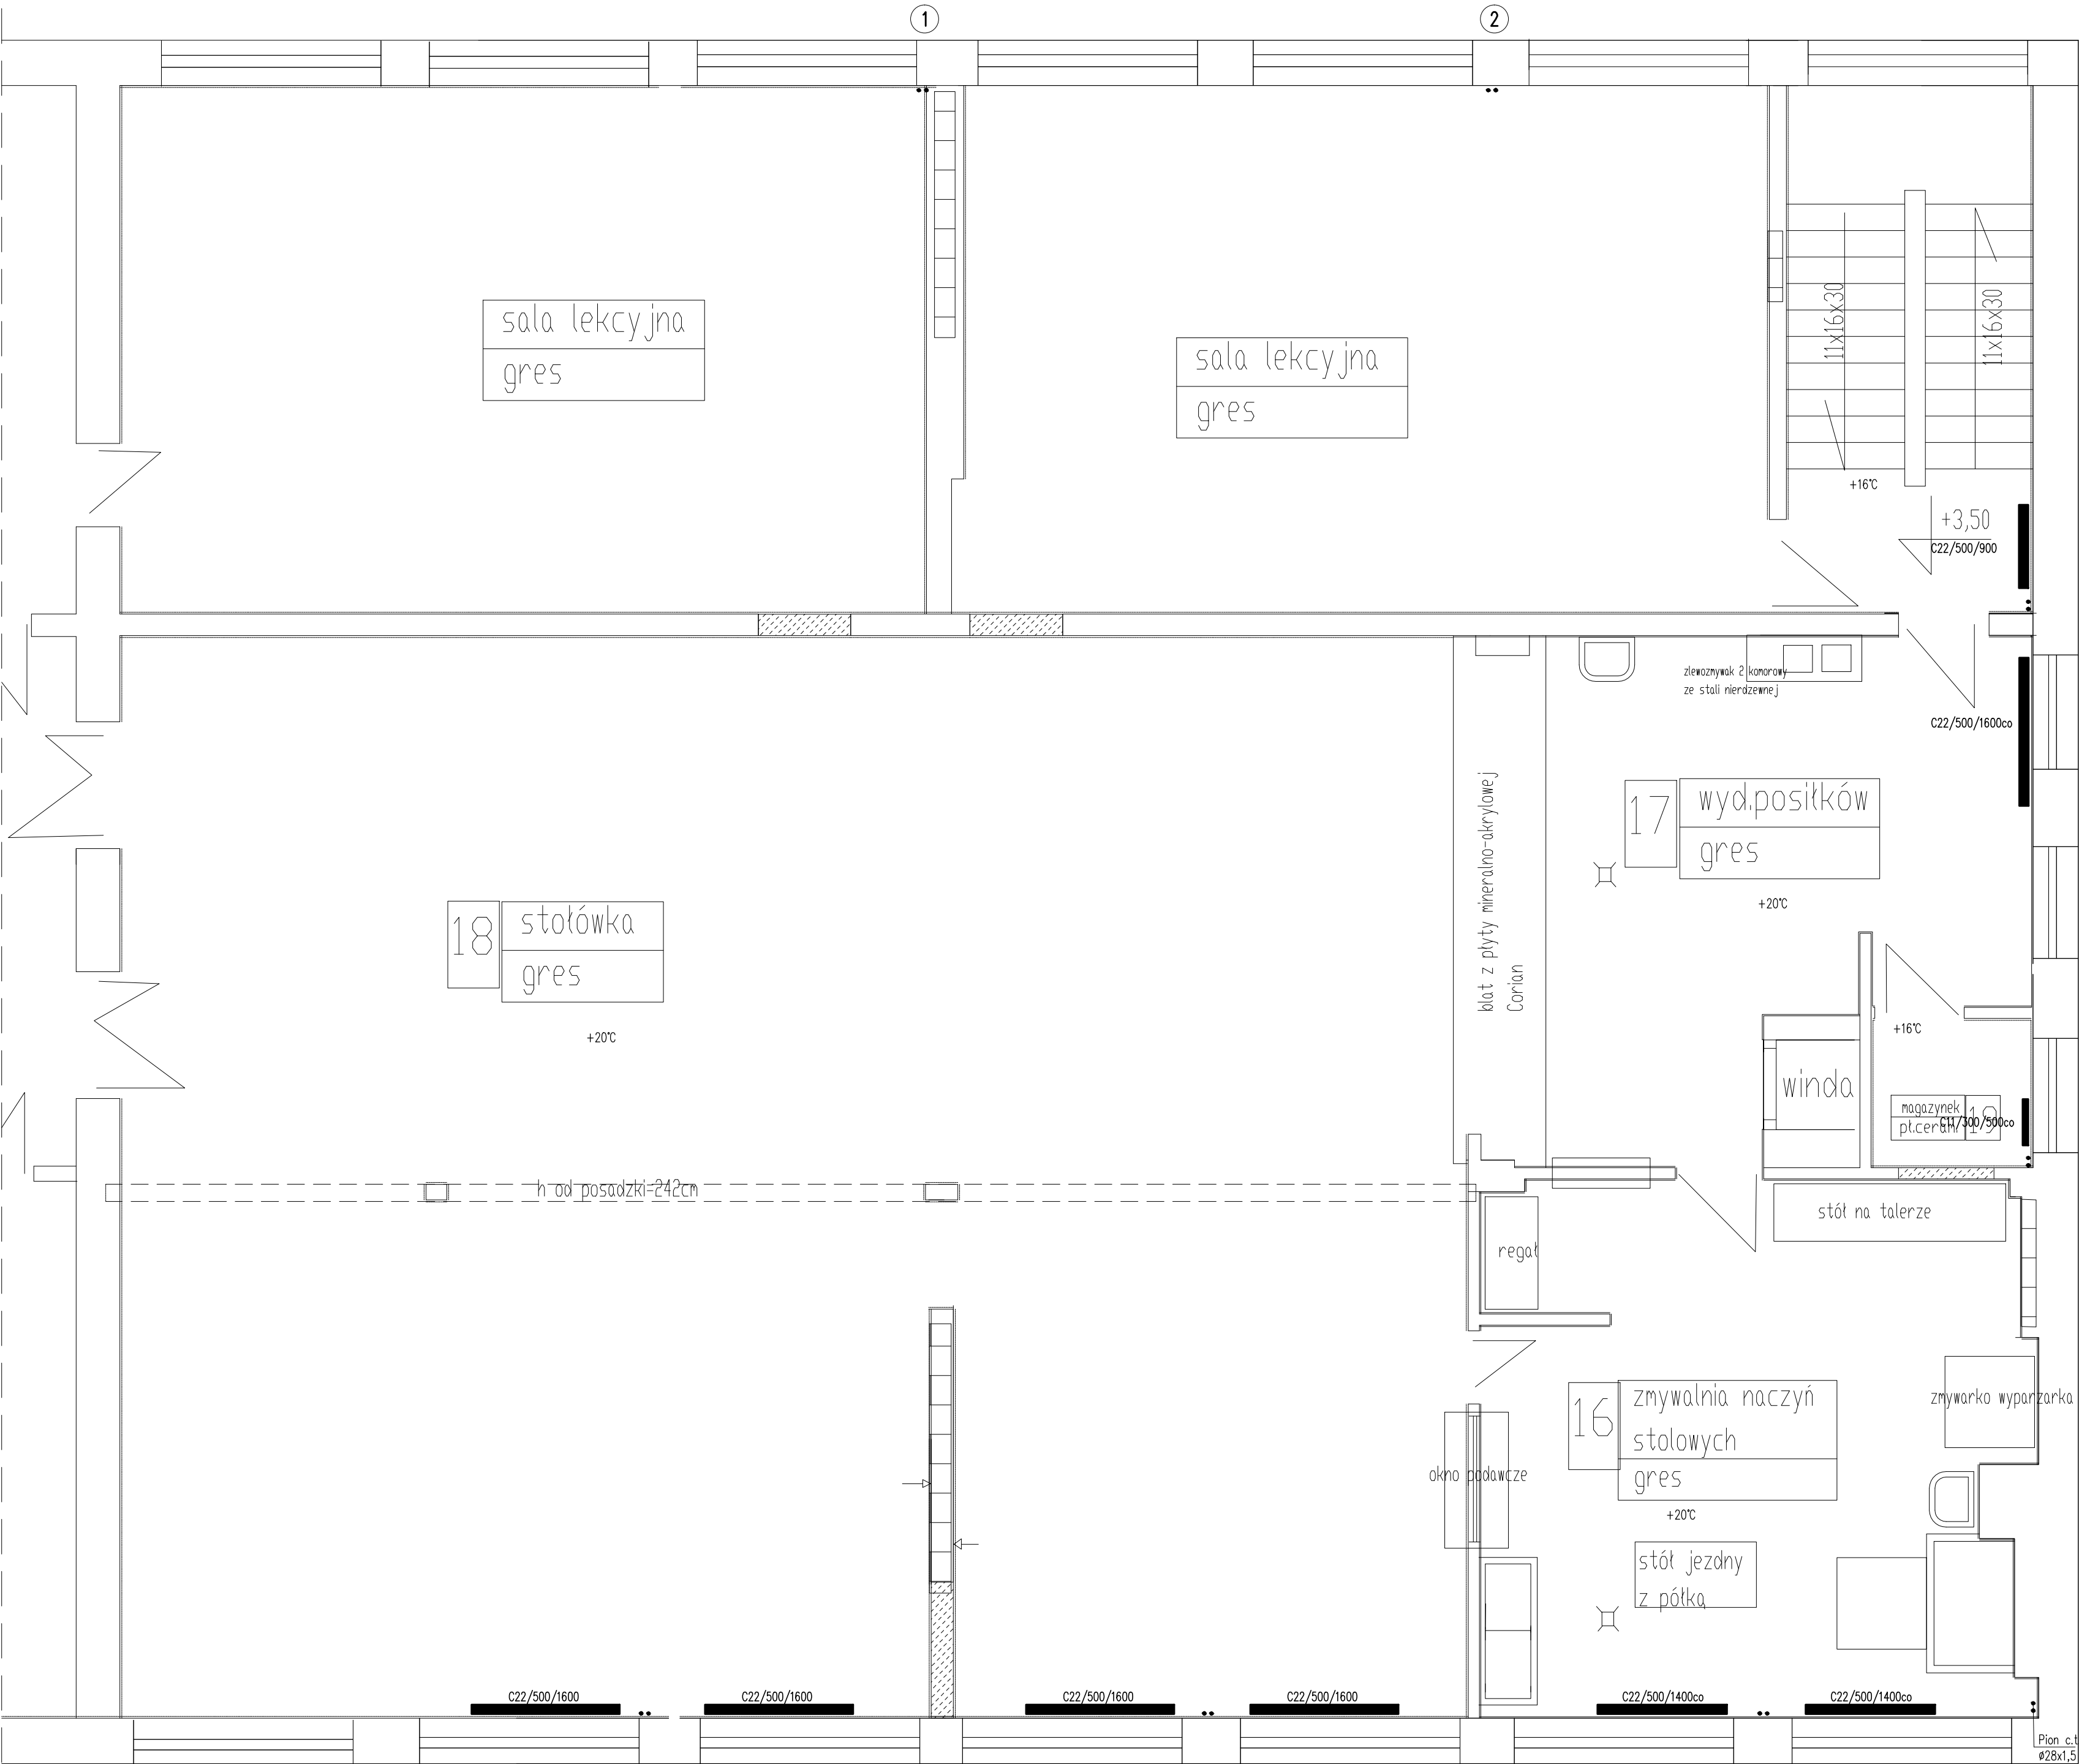 1
2
sala lekcyjna
gres
sala lekcyjna
gres
11x16x30
11x16x30
+16°C
+3,50
C22/500/900
zlewozmywak 2 komorowy
ze stali nierdzewnej
C22/500/1600co
17
wyd.posiłków
gres
+20°C
blat z płyty mineralno-akrylowej
Corian
18
stołówka
gres
+20°C
+16°C
winda
magazynek
pł.ceram.
19
C11/300/500co
h od posadzki-242cm
stół na talerze
regał
16
zmywalnia naczyń
stolowych
gres
+20°C
zmywarko wyparzarka
okno podawcze
stół jezdny
z półką
C22/500/1600
C22/500/1600
C22/500/1600
C22/500/1600
C22/500/1400co
C22/500/1400co
Pion c.t
ø28x1,5